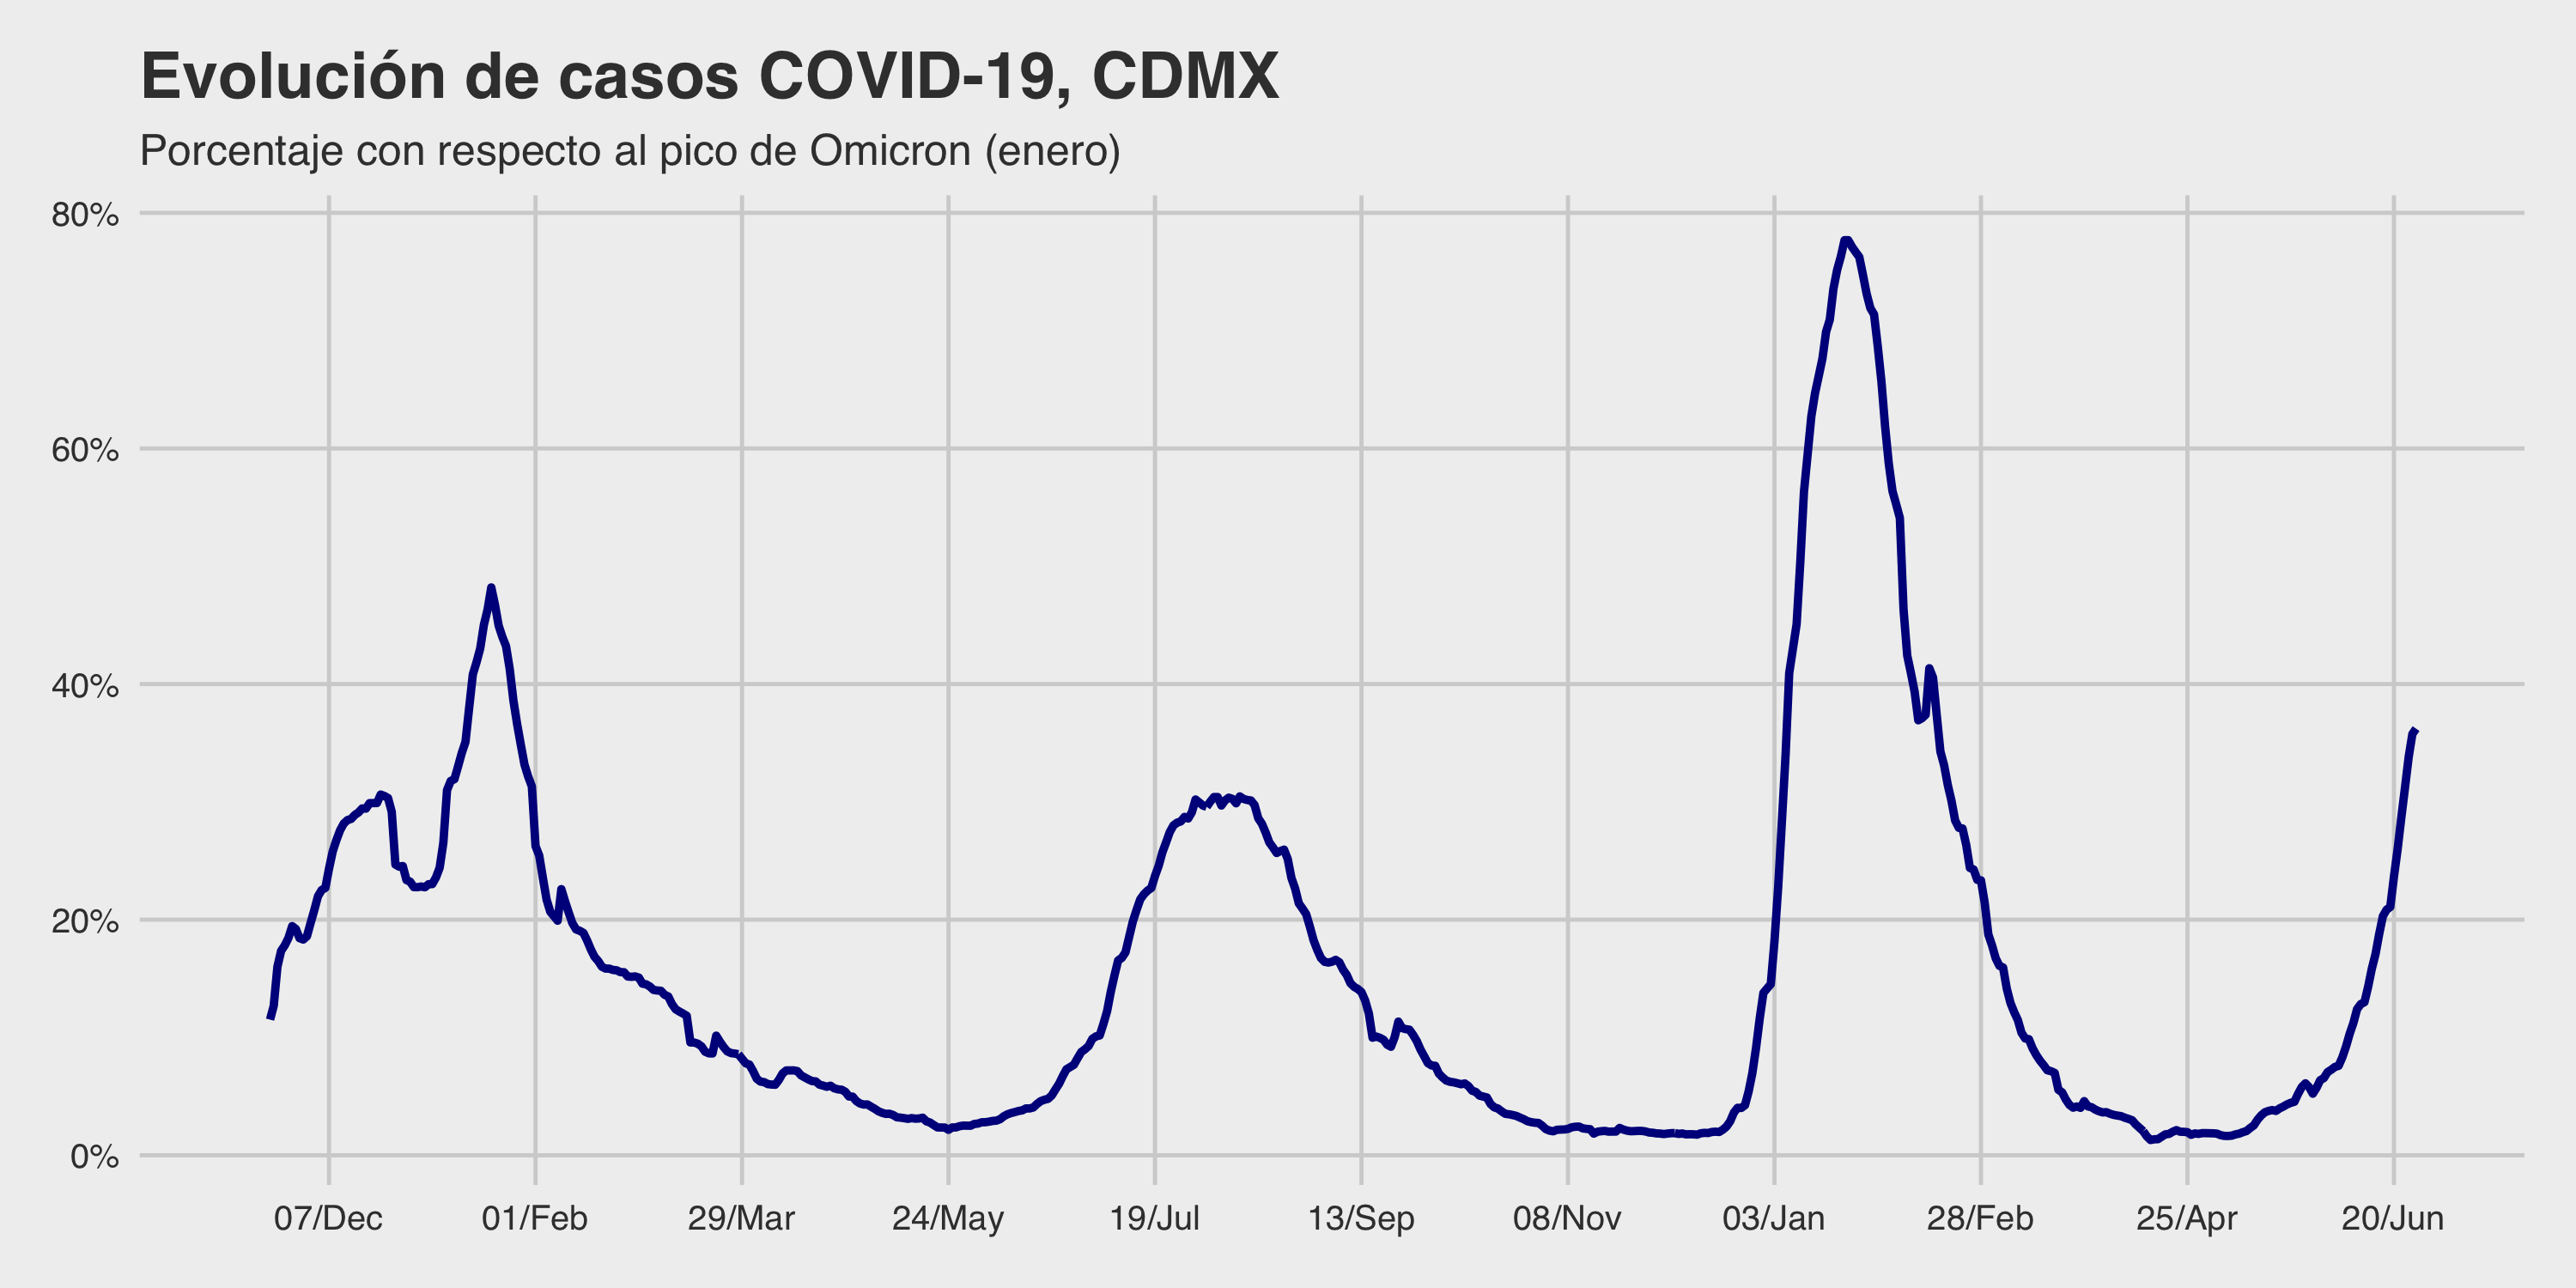 Evolución de casos COVID-19, CDMX
Porcentaje con respecto al pico de Omicron (enero)
80%
60%
40%
20%
0%
07/Dec 01/Feb 29/Mar 24/May 19/Jul 13/Sep 08/Nov 03/Jan 28/Feb 25/Apr 20/Jun